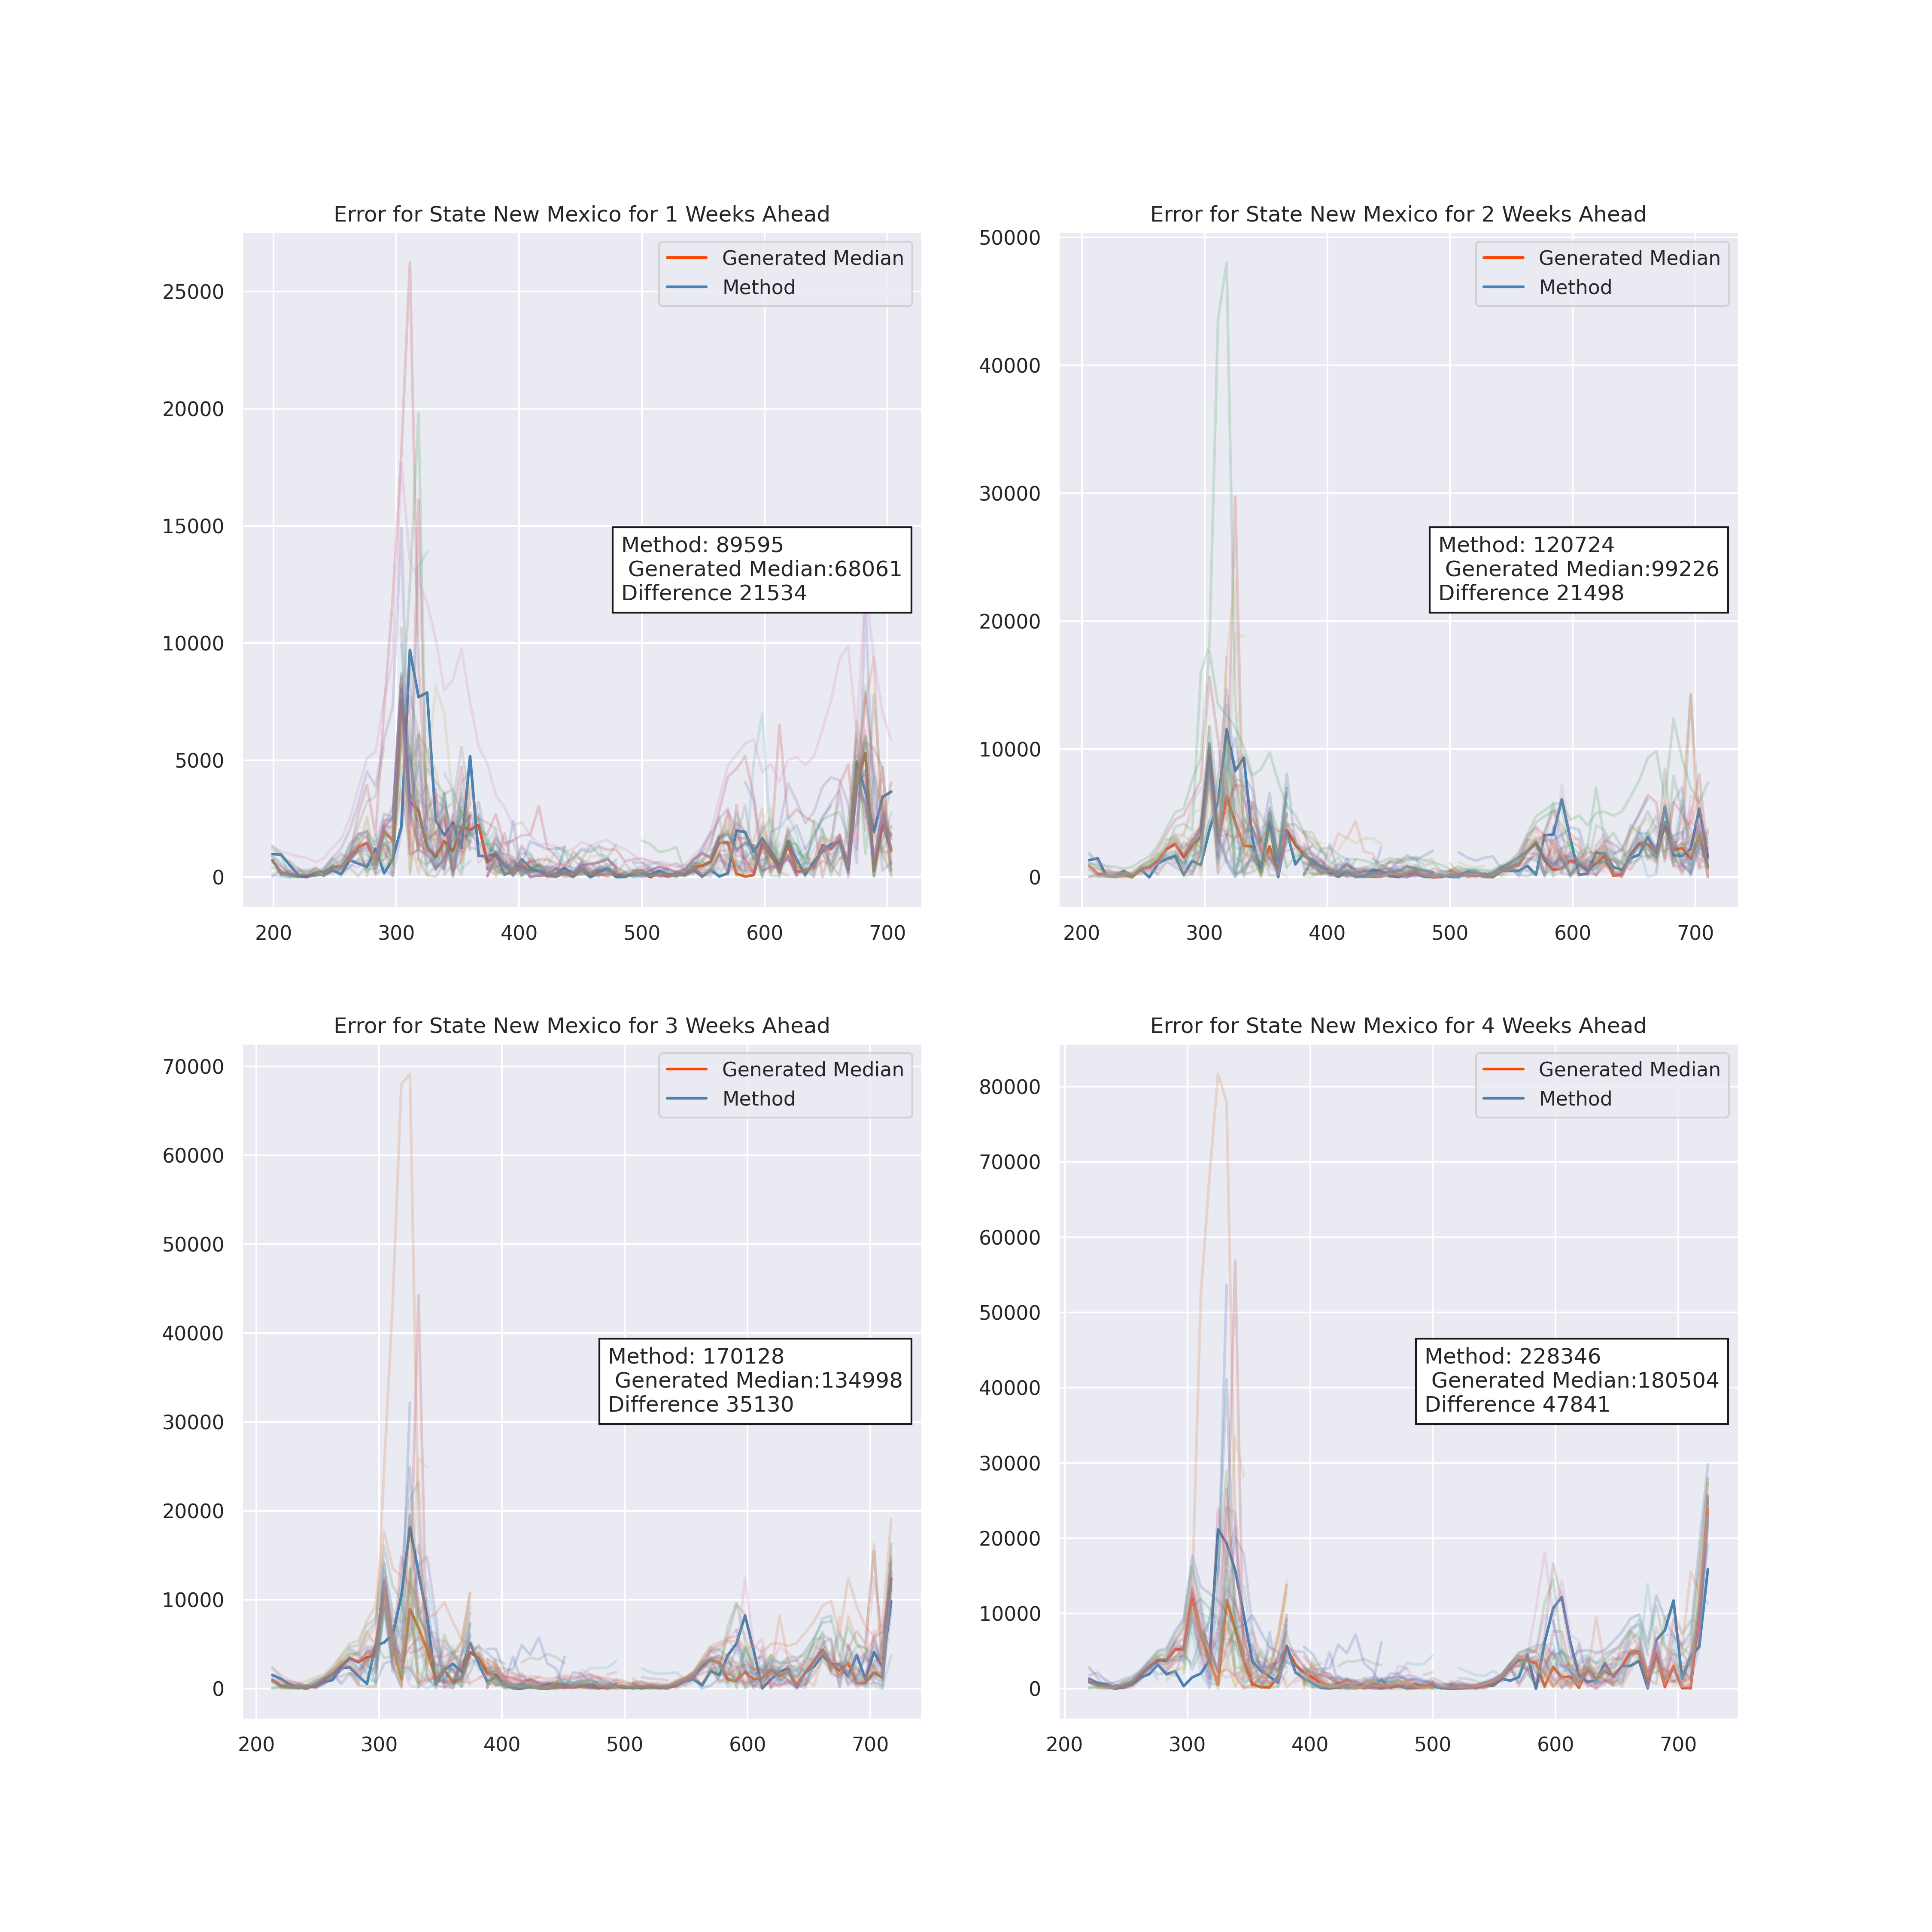 Error for State New Mexico for 1 Weeks Ahead
Generated Median
Method
25000
20000
15000
10000
5000
0
Method: 89595
Generated Median:68061
Difference 21534
200 300 400 500 600 700
Error for State New Mexico for 2 Weeks Ahead
Generated Median
Method
50000
40000
30000
20000
10000
0
Method: 120724
Generated Median:99226
Difference 21498
200 300 400 500 600 700
Error for State New Mexico for 3 Weeks Ahead
Generated Median
Method
70000
60000
50000
40000
30000
20000
10000
0
Method: 170128
Generated Median:134998
Difference 35130
200 300 400 500 600 700
Error for State New Mexico for 4 Weeks Ahead
Generated Median
Method
80000
70000
60000
50000
40000
30000
20000
10000
0
Method: 228346
Generated Median:180504
Difference 47841
200 300 400 500 600 700